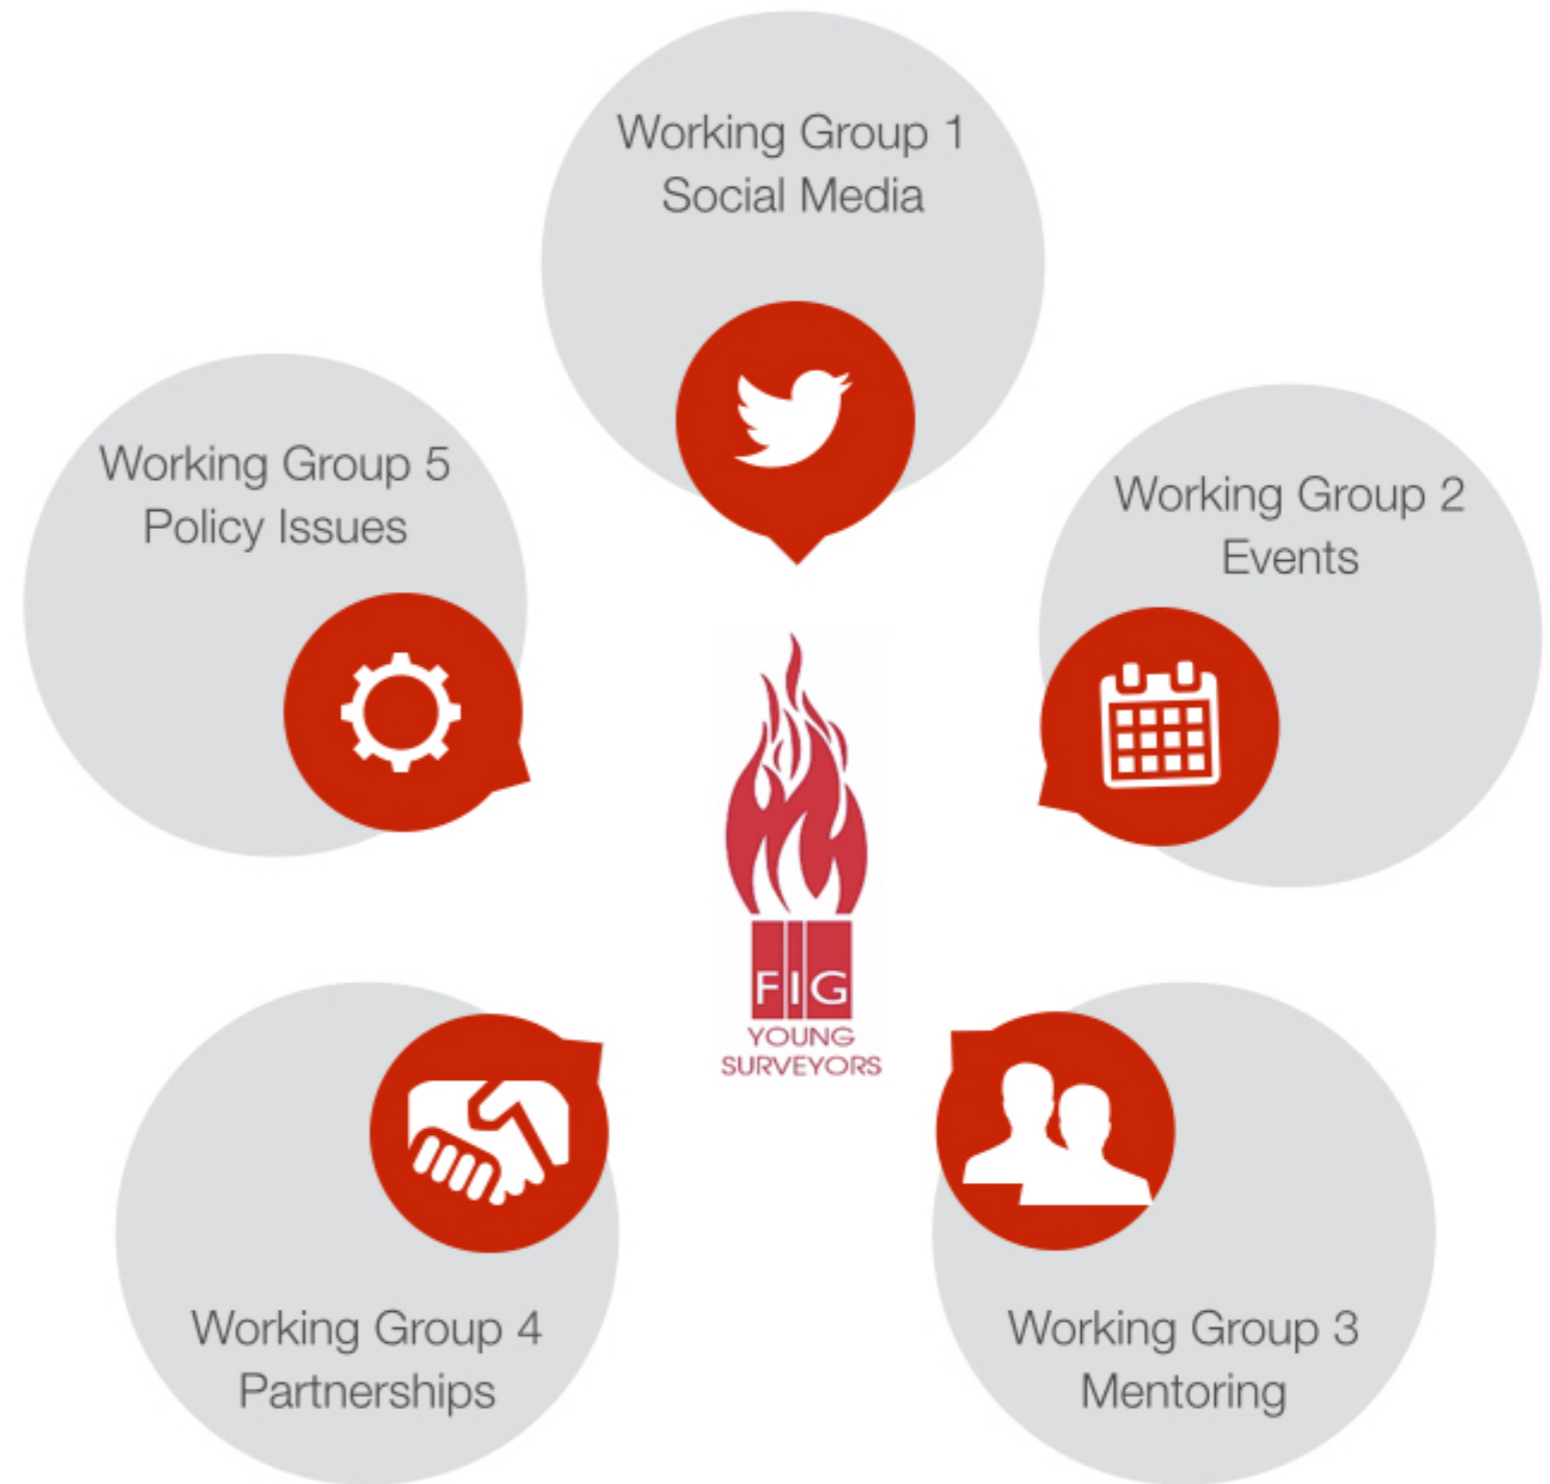 Working Group 1
Social Media
Working Group 2
Events
Working Group 3
Mentoring
Working Group 4
Partnerships
Working Group 5
Policy Issues
FIG
YOUNG
SURVEYORS